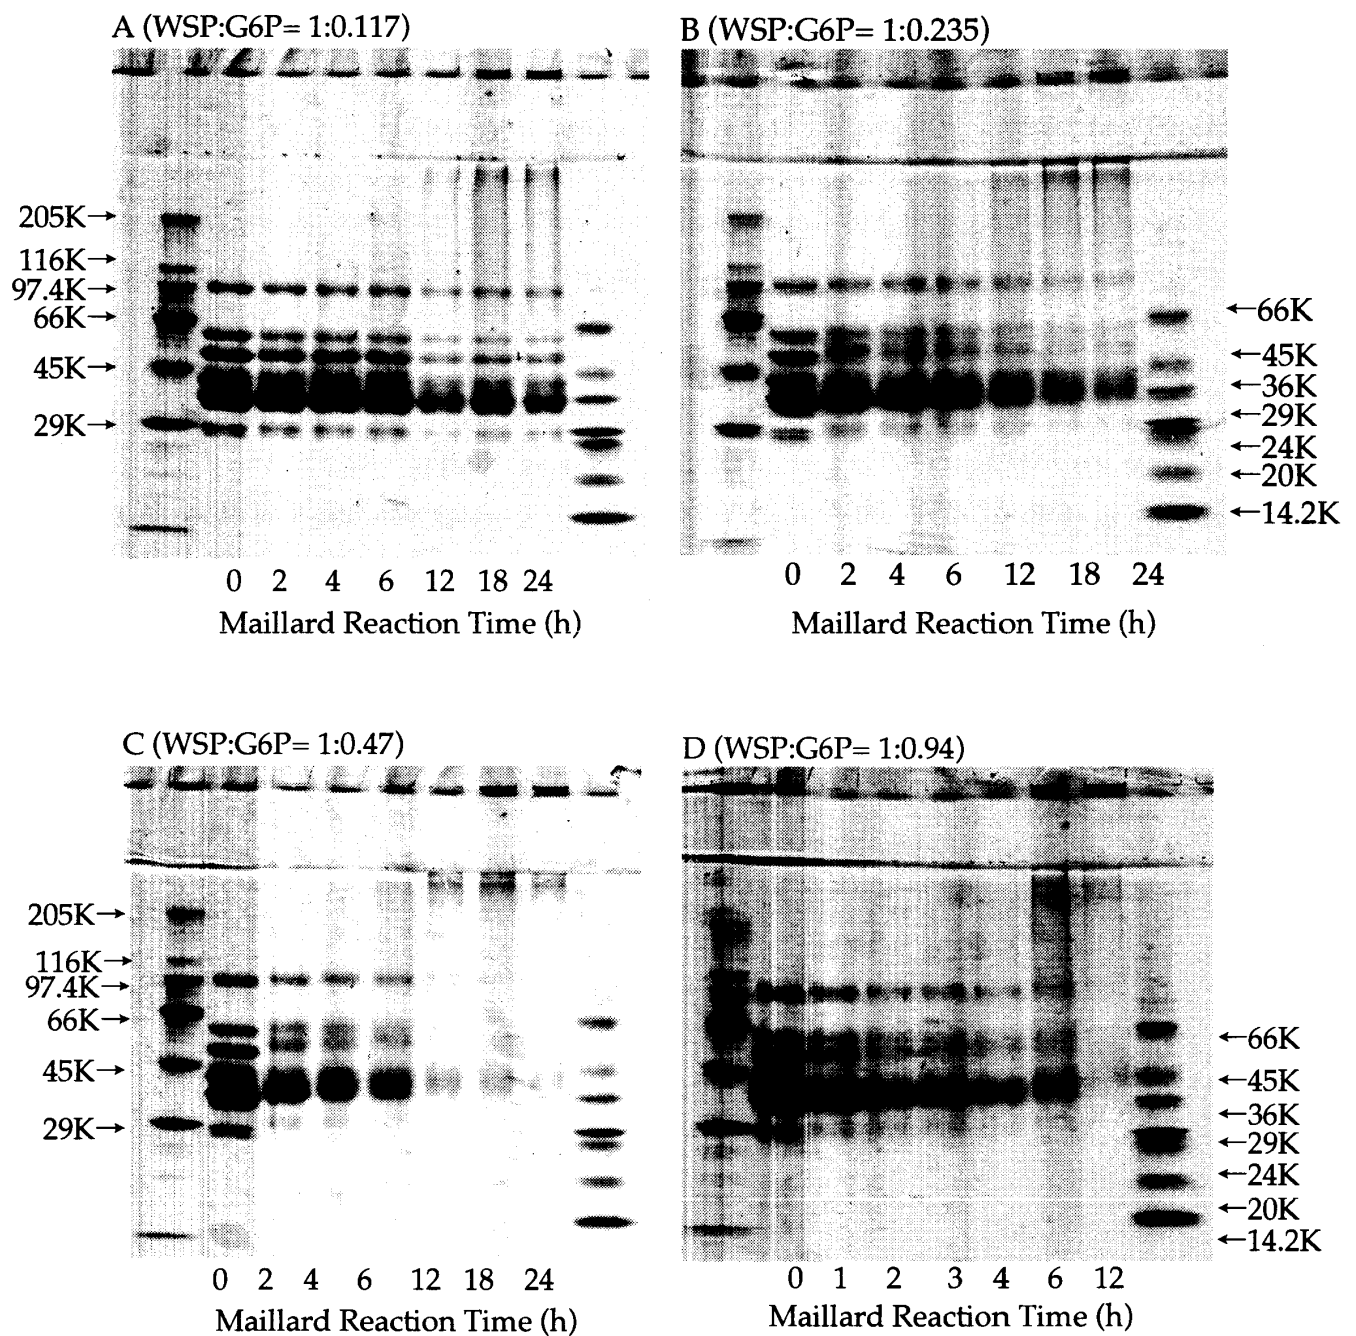 A (WSP:G6P= 1:0.117)
B (WSP:G6P= 1:0.235)
205K→
116K→
97.4K→
66K→
45K→
29K→
←66K
←45K
←36K
←29K
←24K
←20K
←14.2K
0 2 4 6 12 18 24
Maillard Reaction Time (h)
0 2 4 6 12 18 24
Maillard Reaction Time (h)
C (WSP:G6P= 1:0.47)
D (WSP:G6P= 1:0.94)
205K→
116K→
97.4K→
66K→
45K→
29K→
←66K
←45K
←36K
←29K
←24K
←20K
←14.2K
0 2 4 6 12 18 24
Maillard Reaction Time (h)
0 1 2 3 4 6 12
Maillard Reaction Time (h)